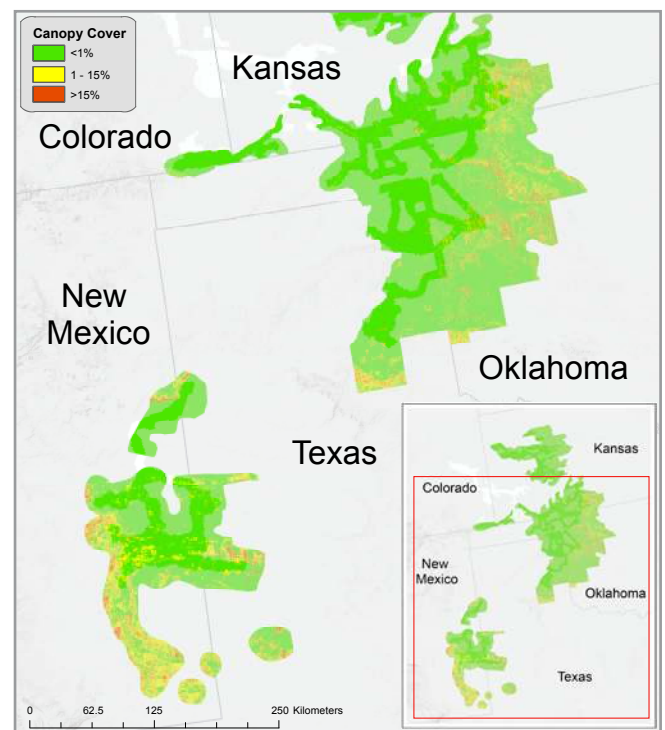 Canopy Cover
<1%
1 - 15%
>15%
Kansas
Colorado
New
Mexico
Oklahoma
Texas
Kansas
Colorado
New
Mexico
Oklahoma
Texas
0 62.5 125 250 Kilometers